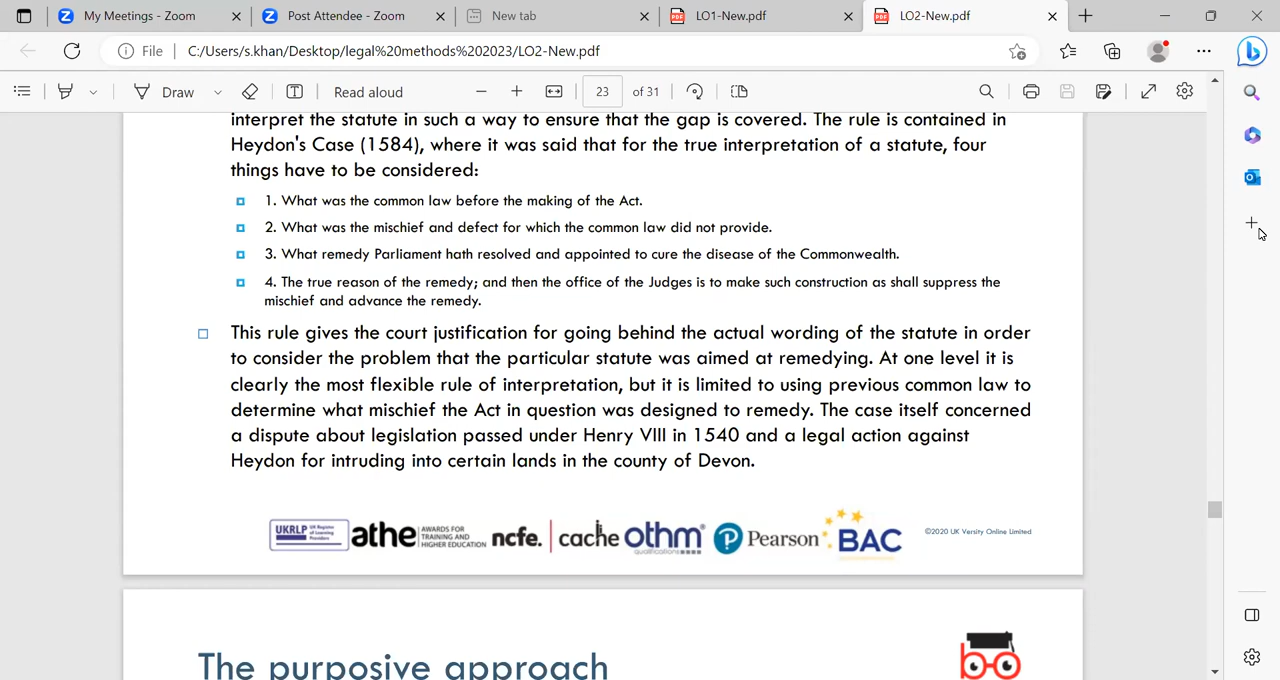 My Meetings - Zoom
Post Attendee - Zoom
New tab
LO1-New.pdf
LO2-New.pdf
File
C:/Users/s.khan/Desktop/legal%20methods%202023/LO2-New.pdf
Draw
Read aloud
23
of 31
interpret the statute in such a way to ensure that the gap is covered. The rule is contained in
Heydon's Case (1584), where it was said that for the true interpretation of a statute, four
things have to be considered:
1. What was the common law before the making of the Act.
2. What was the mischief and defect for which the common law did not provide.
3. What remedy Parliament hath resolved and appointed to cure the disease of the Commonwealth.
4. The true reason of the remedy; and then the office of the Judges is to make such construction as shall suppress the
mischief and advance the remedy.
This rule gives the court justification for going behind the actual wording of the statute in order
to consider the problem that the particular statute was aimed at remedying. At one level it is
clearly the most flexible rule of interpretation, but it is limited to using previous common law to
determine what mischief the Act in question was designed to remedy. The case itself concerned
a dispute about legislation passed under Henry VIII in 1540 and a legal action against
Heydon for intruding into certain lands in the county of Devon.
UKRLP UK Register of Learning Providers
athe AWARDS FOR TRAINING AND HIGHER EDUCATION
ncfe. cache
othm qualifications
P Pearson
BAC
©2020 UK Versity Online Limited
The purposive approach